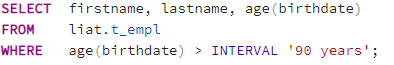 SELECT firstname, lastname, age(birthdate)
FROM liat.t_empl
WHERE age(birthdate) > INTERVAL '90 years';